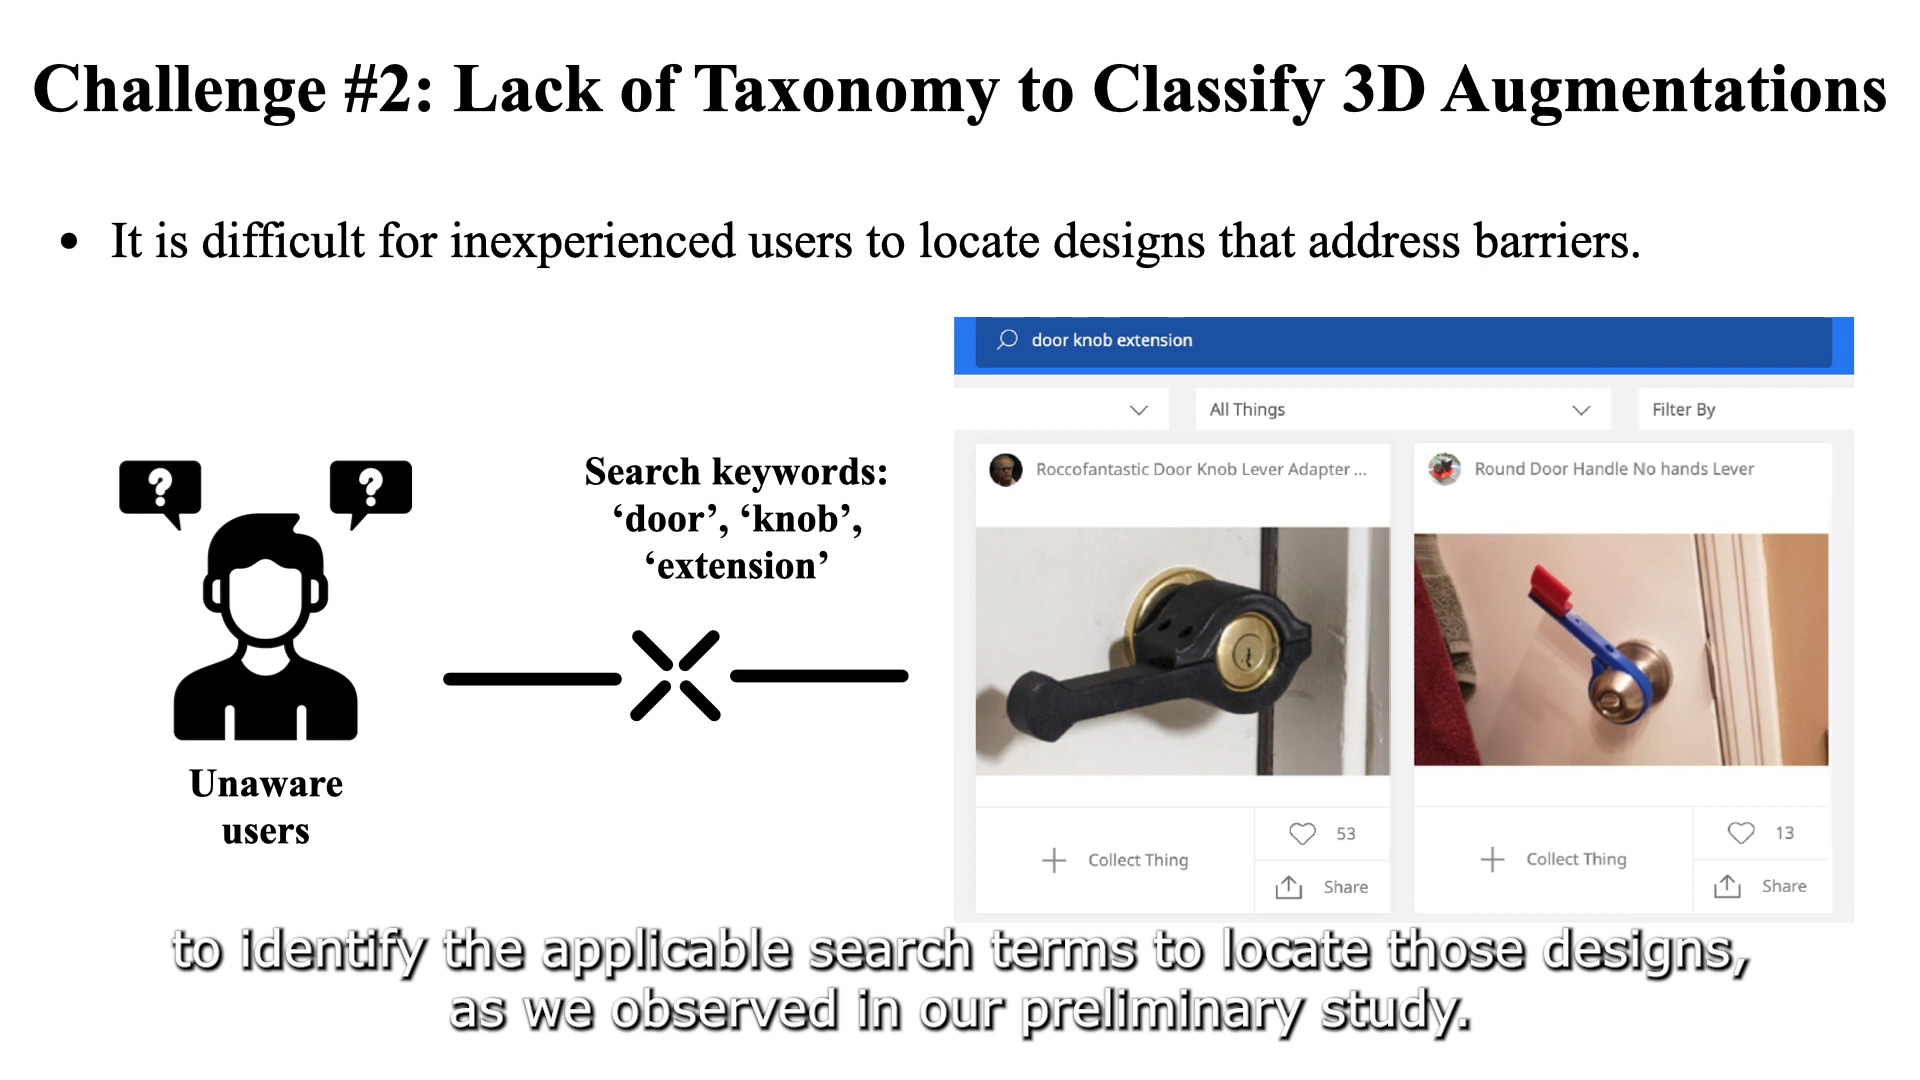 Challenge #2: Lack of Taxonomy to Classify 3D Augmentations
• It is difficult for inexperienced users to locate designs that address barriers.
door knob extension
All Things
Filter By
? ?
Search keywords:
‘door’, ‘knob’,
‘extension’
Roccofantastic Door Knob Lever Adapter ...
Round Door Handle No hands Lever
Unaware
users
Collect Thing
53
Share
Collect Thing
13
Share
to identify the applicable search terms to locate those designs,
as we observed in our preliminary study.